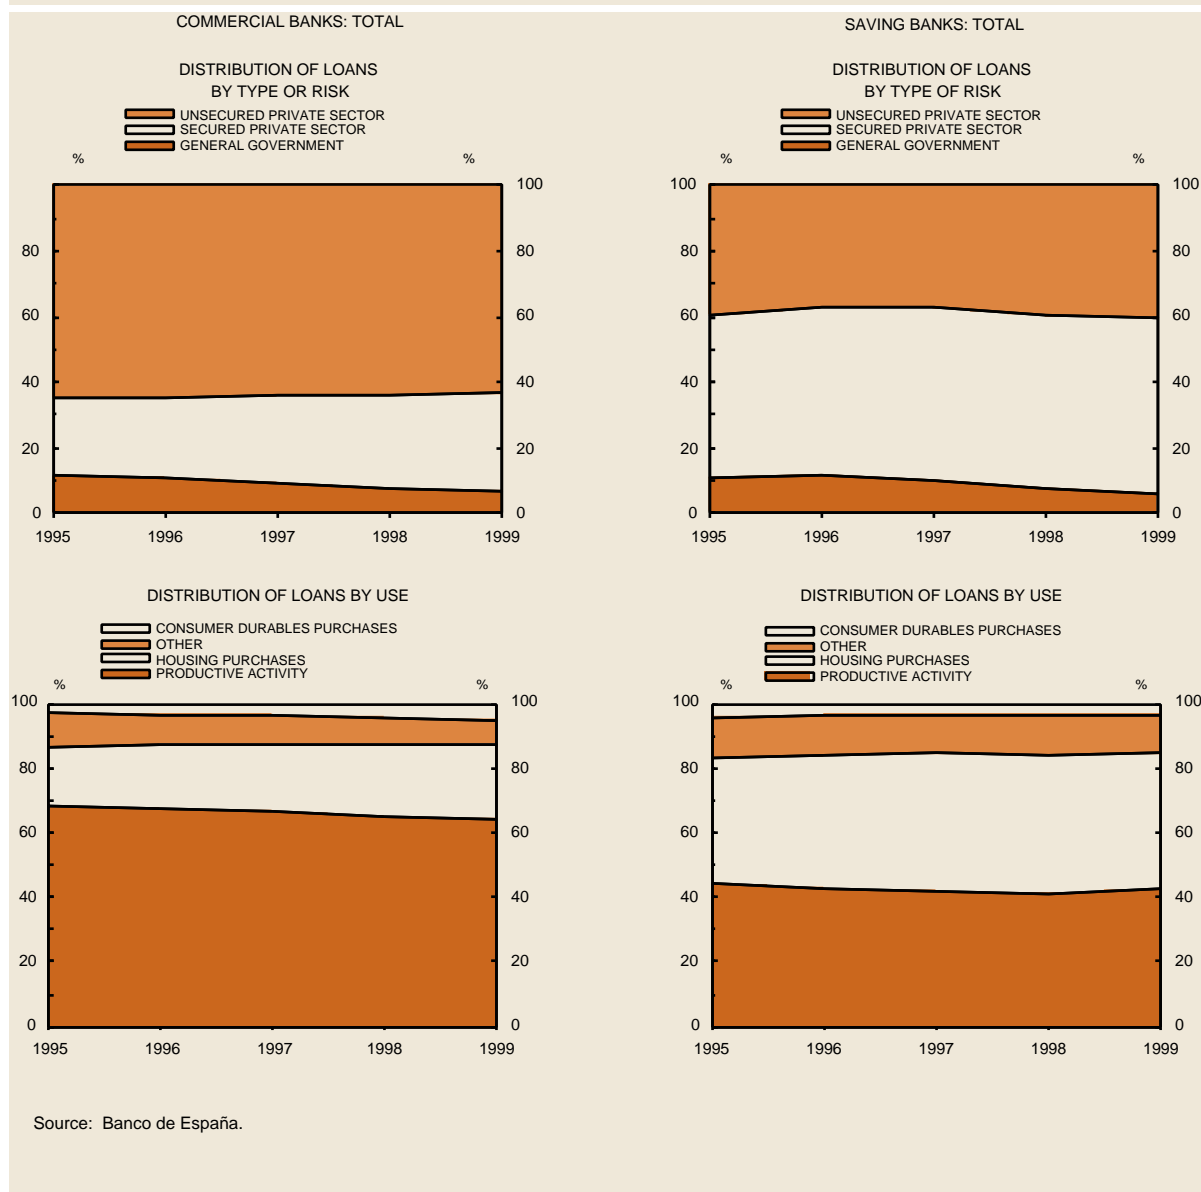 COMMERCIAL BANKS: TOTAL
DISTRIBUTION OF LOANS
BY TYPE OR RISK
UNSECURED PRIVATE SECTOR
SECURED PRIVATE SECTOR
GENERAL GOVERNMENT
% %
100
80 80
60 60
40 40
20 20
0 0
1995 1996 1997 1998 1999
SAVING BANKS: TOTAL
DISTRIBUTION OF LOANS
BY TYPE OF RISK
UNSECURED PRIVATE SECTOR
SECURED PRIVATE SECTOR
GENERAL GOVERNMENT
% %
100 100
80 80
60 60
40 40
20 20
0 0
1995 1996 1997 1998 1999
DISTRIBUTION OF LOANS BY USE
CONSUMER DURABLES PURCHASES
OTHER
HOUSING PURCHASES
PRODUCTIVE ACTIVITY
% %
100 100
80 80
60 60
40 40
20 20
0 0
1995 1996 1997 1998 1999
DISTRIBUTION OF LOANS BY USE
CONSUMER DURABLES PURCHASES
OTHER
HOUSING PURCHASES
PRODUCTIVE ACTIVITY
% %
100 100
80 80
60 60
40 40
20 20
0 0
1995 1996 1997 1998 1999
Source: Banco de España.